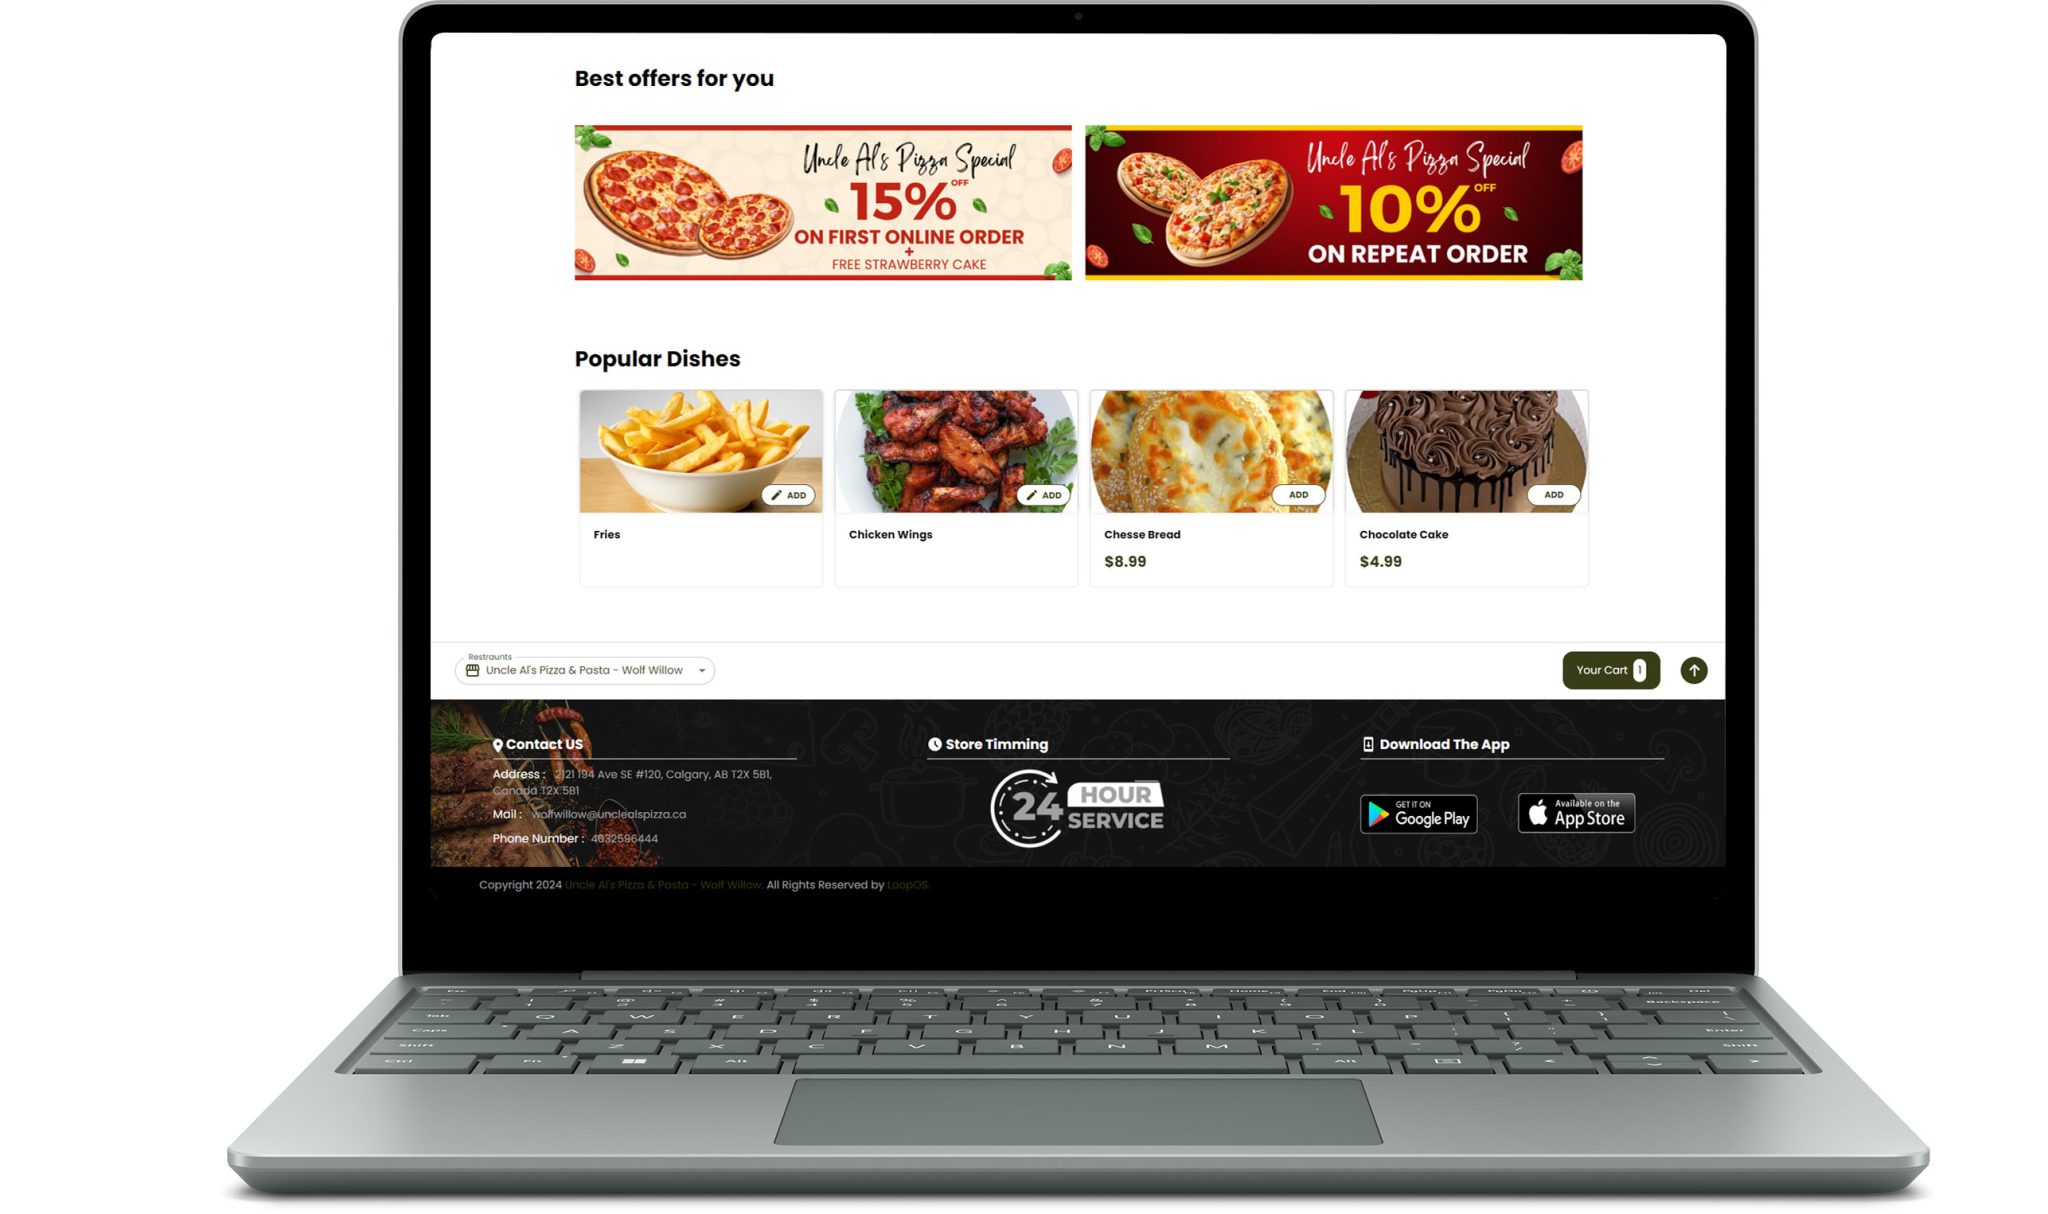 Best offers for you
Uncle Al's Pizza Special
15% OFF
ON FIRST ONLINE ORDER
+
FREE STRAWBERRY CAKE
Uncle Al's Pizza Special
10% OFF
ON REPEAT ORDER
Popular Dishes
ADD
ADD
ADD
ADD
Fries
Chicken Wings
Chesse Bread
Chocolate Cake
$8.99
$4.99
Restraunts
Uncle Al's Pizza & Pasta - Wolf Willow
Your Cart 1
Contact US
Address : 2121 194 Ave SE #120, Calgary, AB T2X 5B1,
Canada T2X 5B1
Mail : wolfwillow@unclealspizza.ca
Phone Number : 4032596444
Store Timming
24 HOUR
SERVICE
Download The App
GET IT ON
Google Play
Available on the
App Store
Copyright 2024 Uncle Al's Pizza & Pasta - Wolf Willow. All Rights Reserved by LoopOS.